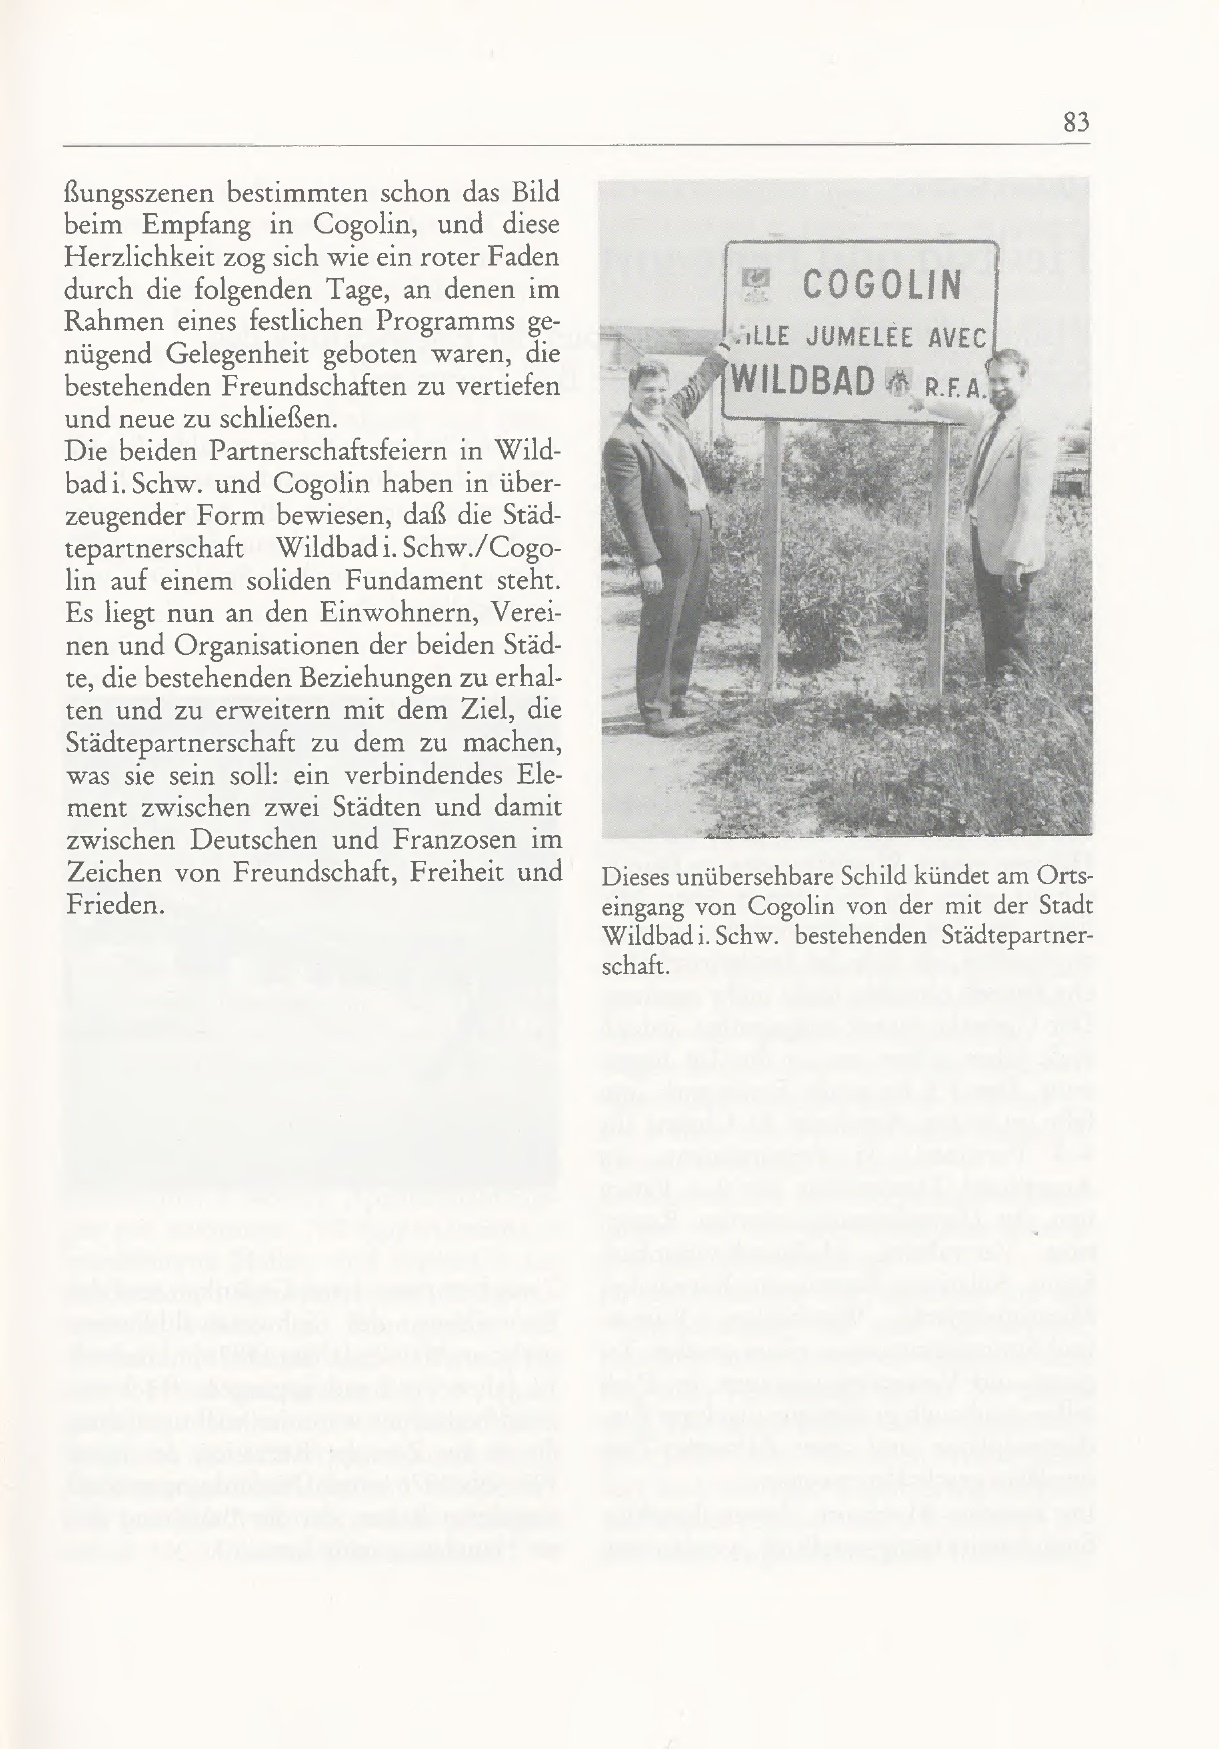 83
ßungsszenen bestimmten schon das Bild
beim Empfang in Cogolin, und diese
Herzlichkeit zog sich wie ein roter Faden
durch die folgenden Tage, an denen im
Rahmen eines festlichen Programms ge-
nügend Gelegenheit geboten waren, die
bestehenden Freundschaften zu vertiefen
und neue zu schließen.
Die beiden Partnerschaftsfeiern in Wild-
bad i. Schw. und Cogolin haben in über-
zeugender Form bewiesen, daß die Städ-
tepartnerschaft Wildbad i. Schw./Cogo-
lin auf einem soliden Fundament steht.
Es liegt nun an den Einwohnern, Verei-
nen und Organisationen der beiden Städ-
te, die bestehenden Beziehungen zu erhal-
ten und zu erweitern mit dem Ziel, die
Städtepartnerschaft zu dem zu machen,
was sie sein soll: ein verbindendes Ele-
ment zwischen zwei Städten und damit
zwischen Deutschen und Franzosen im
Zeichen von Freundschaft, Freiheit und
Frieden.
COGOLIN
VILLE JUMELÉE AVEC
WILDBAD R.F.A.
Dieses unübersehbare Schild kündet am Orts-
eingang von Cogolin von der mit der Stadt
Wildbad i. Schw. bestehenden Städtepartner-
schaft.